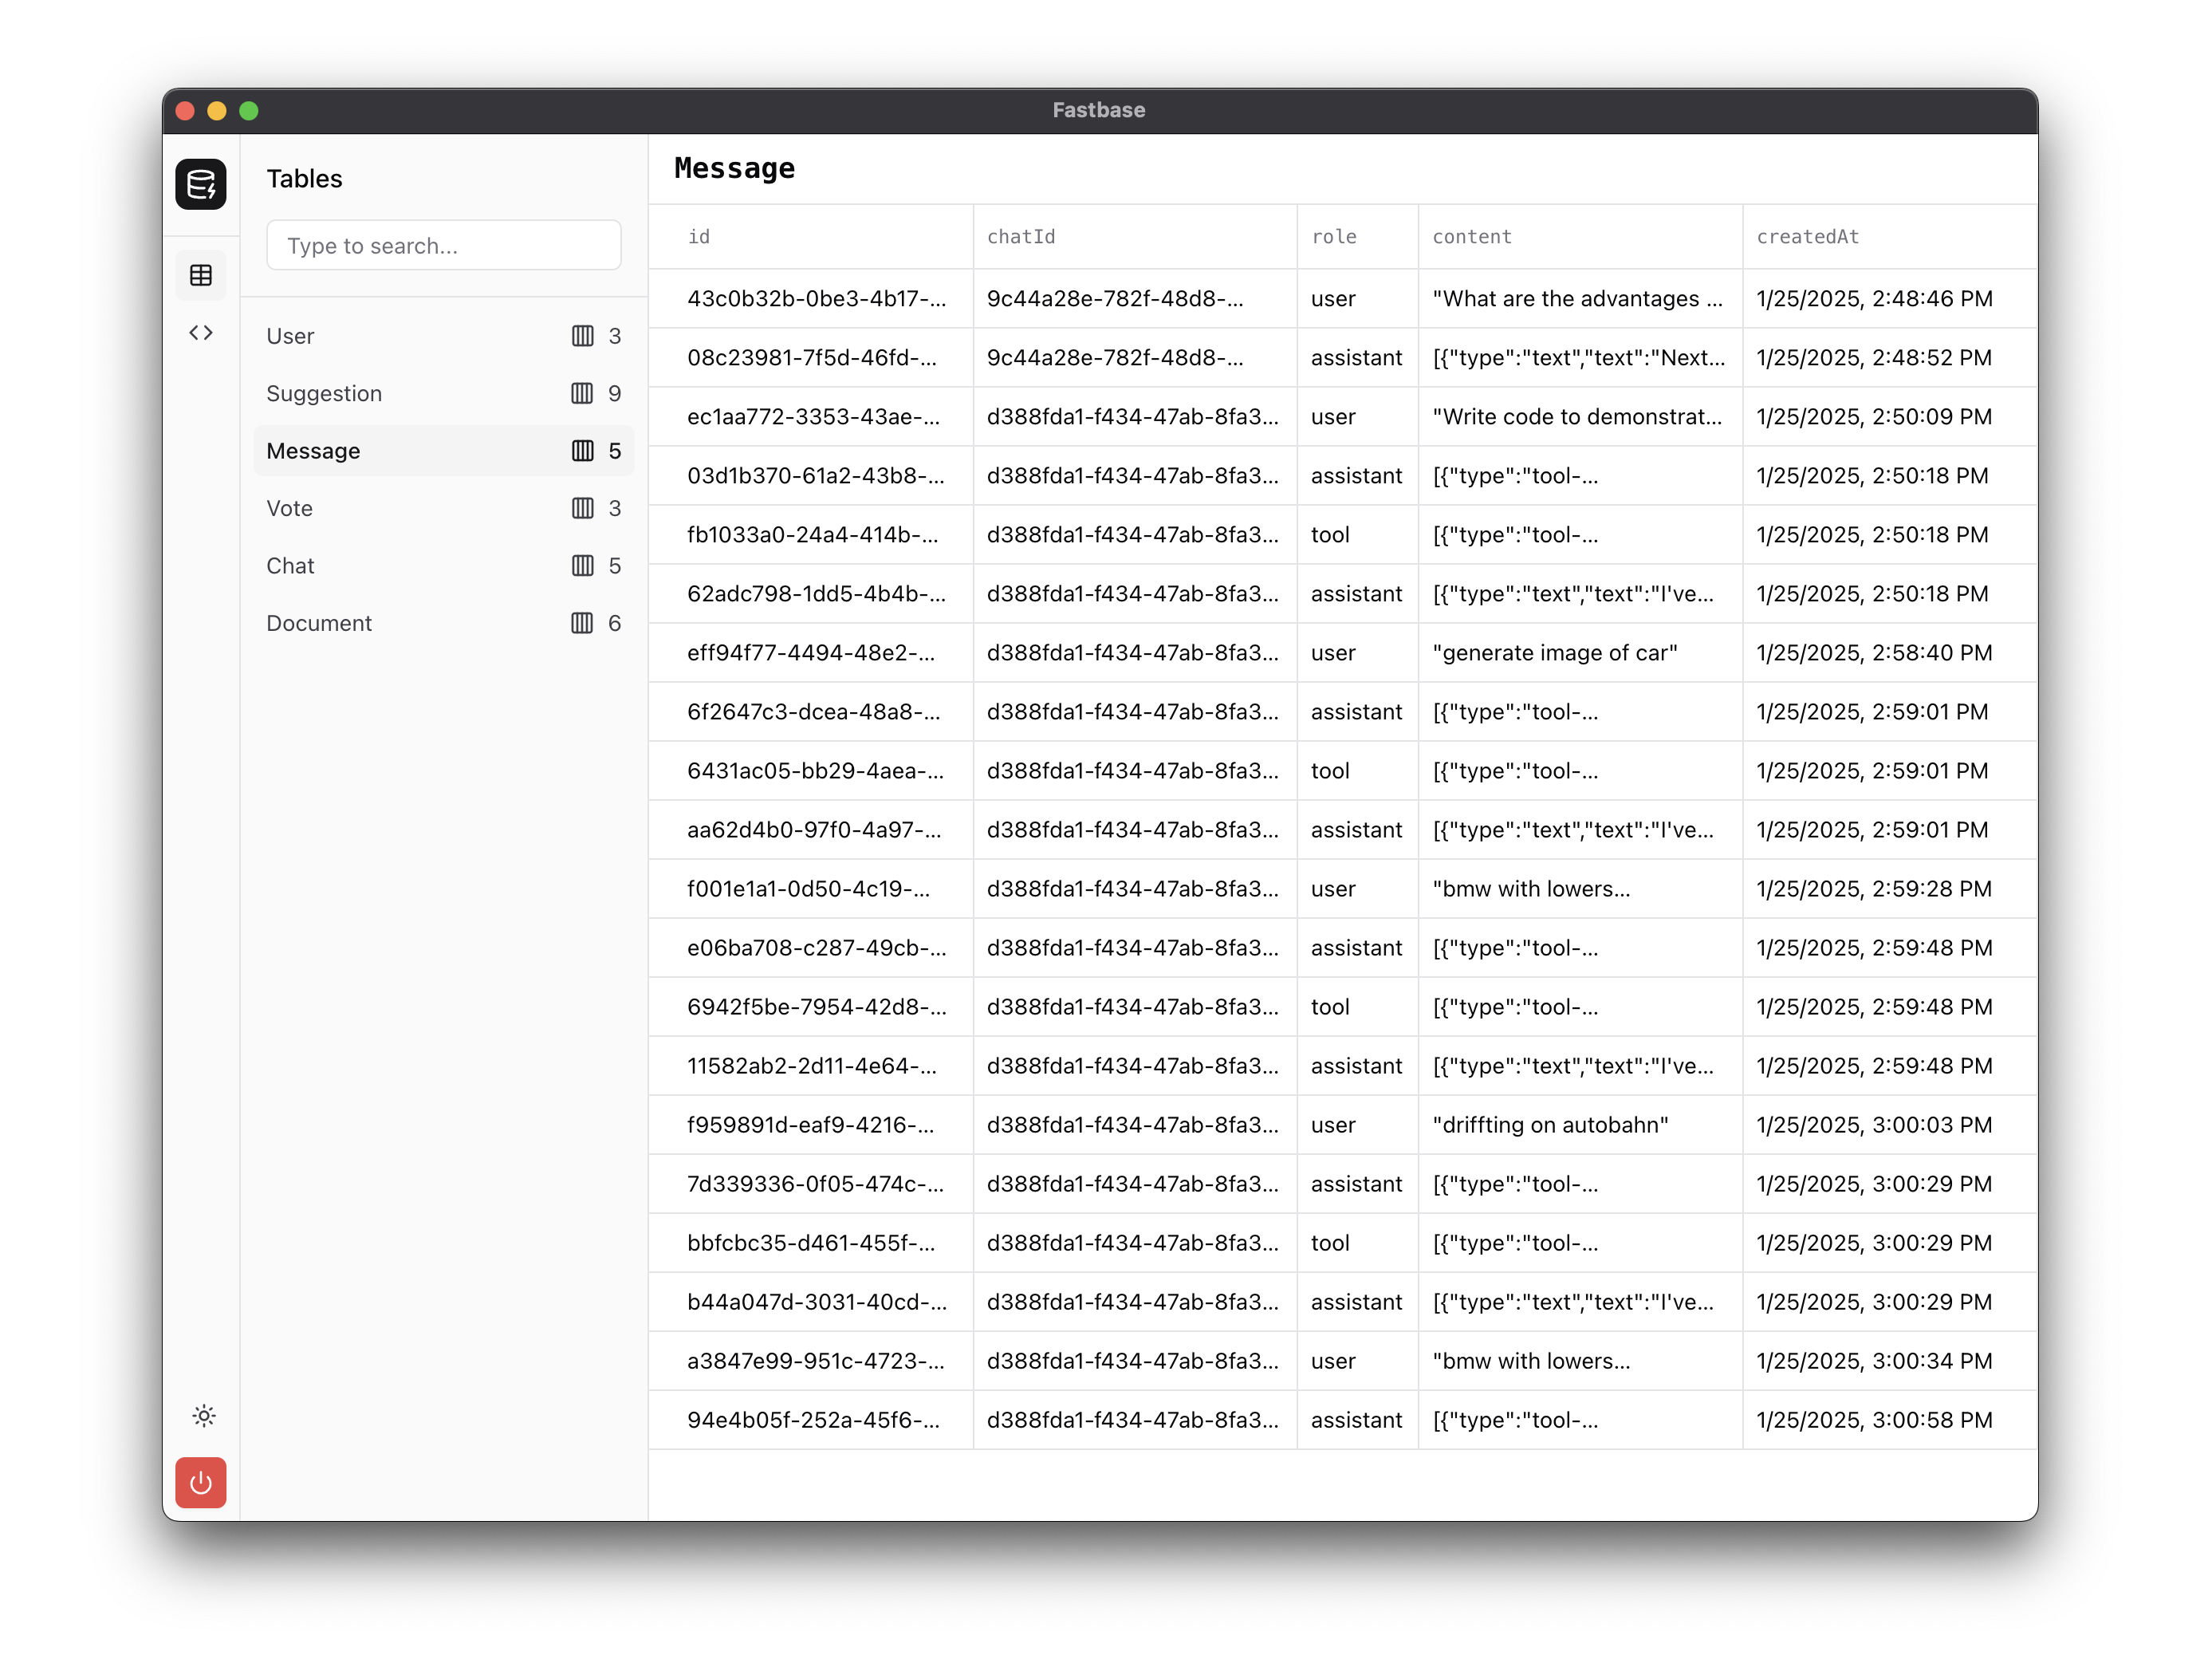 Fastbase
Tables
Type to search...
User 3
Suggestion 9
Message 5
Vote 3
Chat 5
Document 6
Message
id chatId role content createdAt
43c0b32b-0be3-4b17-... 9c44a28e-782f-48d8-... user "What are the advantages ... 1/25/2025, 2:48:46 PM
08c23981-7f5d-46fd-... 9c44a28e-782f-48d8-... assistant [{"type":"text","text":"Next... 1/25/2025, 2:48:52 PM
ec1aa772-3353-43ae-... d388fda1-f434-47ab-8fa3... user "Write code to demonstrat... 1/25/2025, 2:50:09 PM
03d1b370-61a2-43b8-... d388fda1-f434-47ab-8fa3... assistant [{"type":"tool-... 1/25/2025, 2:50:18 PM
fb1033a0-24a4-414b-... d388fda1-f434-47ab-8fa3... tool [{"type":"tool-... 1/25/2025, 2:50:18 PM
62adc798-1dd5-4b4b-... d388fda1-f434-47ab-8fa3... assistant [{"type":"text","text":"I've... 1/25/2025, 2:50:18 PM
eff94f77-4494-48e2-... d388fda1-f434-47ab-8fa3... user "generate image of car" 1/25/2025, 2:58:40 PM
6f2647c3-dcea-48a8-... d388fda1-f434-47ab-8fa3... assistant [{"type":"tool-... 1/25/2025, 2:59:01 PM
6431ac05-bb29-4aea-... d388fda1-f434-47ab-8fa3... tool [{"type":"tool-... 1/25/2025, 2:59:01 PM
aa62d4b0-97f0-4a97-... d388fda1-f434-47ab-8fa3... assistant [{"type":"text","text":"I've... 1/25/2025, 2:59:01 PM
f001e1a1-0d50-4c19-... d388fda1-f434-47ab-8fa3... user "bmw with lowers... 1/25/2025, 2:59:28 PM
e06ba708-c287-49cb-... d388fda1-f434-47ab-8fa3... assistant [{"type":"tool-... 1/25/2025, 2:59:48 PM
6942f5be-7954-42d8-... d388fda1-f434-47ab-8fa3... tool [{"type":"tool-... 1/25/2025, 2:59:48 PM
11582ab2-2d11-4e64-... d388fda1-f434-47ab-8fa3... assistant [{"type":"text","text":"I've... 1/25/2025, 2:59:48 PM
f959891d-eaf9-4216-... d388fda1-f434-47ab-8fa3... user "driffting on autobahn" 1/25/2025, 3:00:03 PM
7d339336-0f05-474c-... d388fda1-f434-47ab-8fa3... assistant [{"type":"tool-... 1/25/2025, 3:00:29 PM
bbfcbc35-d461-455f-... d388fda1-f434-47ab-8fa3... tool [{"type":"tool-... 1/25/2025, 3:00:29 PM
b44a047d-3031-40cd-... d388fda1-f434-47ab-8fa3... assistant [{"type":"text","text":"I've... 1/25/2025, 3:00:29 PM
a3847e99-951c-4723-... d388fda1-f434-47ab-8fa3... user "bmw with lowers... 1/25/2025, 3:00:34 PM
94e4b05f-252a-45f6-... d388fda1-f434-47ab-8fa3... assistant [{"type":"tool-... 1/25/2025, 3:00:58 PM